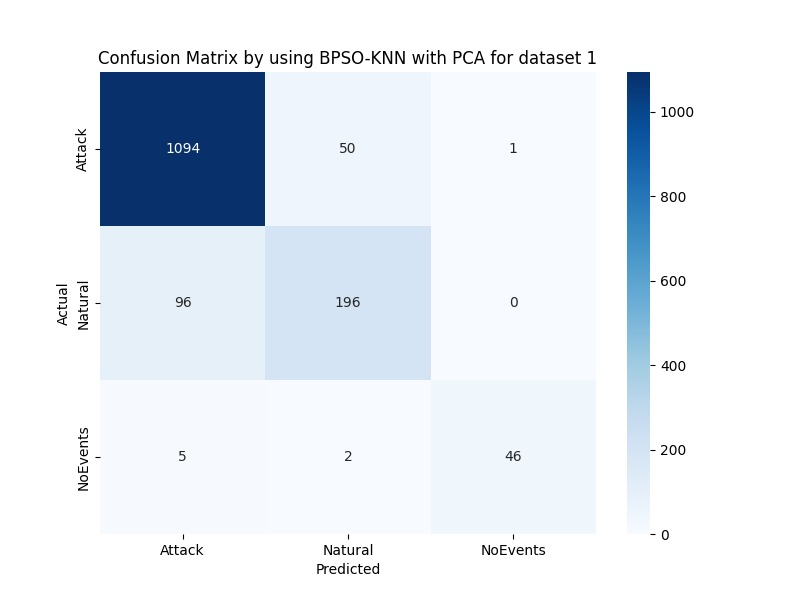 Confusion Matrix by using BPSO-KNN with PCA for dataset 1
Actual
Attack
1094 50 1
Natural
96 196 0
NoEvents
5 2 46
Attack Natural NoEvents
Predicted
1000
800
600
400
200
0